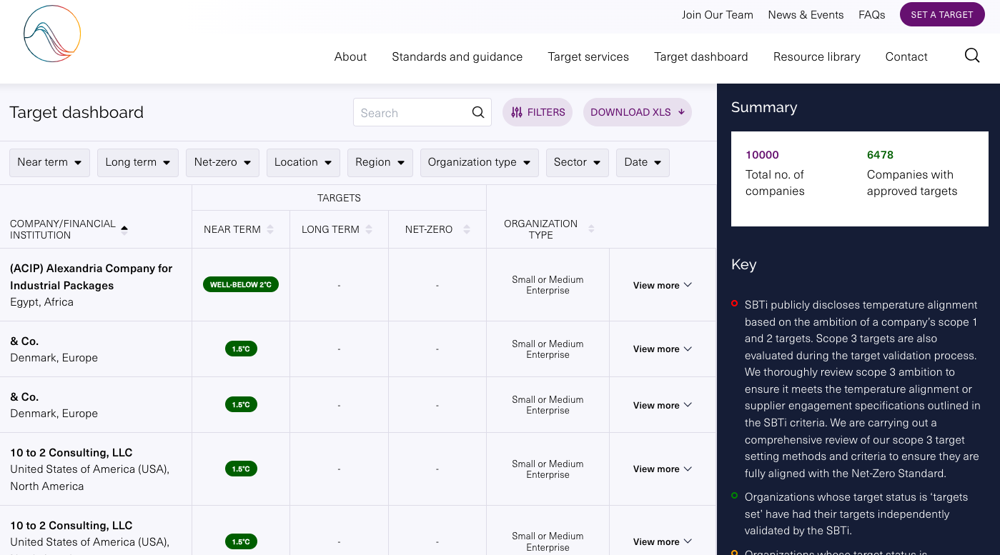 Join Our Team News & Events FAQs SET A TARGET
About Standards and guidance Target services Target dashboard Resource library Contact
Target dashboard
Search
FILTERS
DOWNLOAD XLS
Near term Long term Net-zero Location Region Organization type Sector Date
TARGETS
COMPANY/FINANCIAL
INSTITUTION
NEAR TERM
LONG TERM
NET-ZERO
ORGANIZATION
TYPE
(ACIP) Alexandria Company for
Industrial Packages
Egypt, Africa
WELL-BELOW 2°C
-
-
Small or Medium
Enterprise
View more
& Co.
Denmark, Europe
1.5°C
-
-
Small or Medium
Enterprise
View more
& Co.
Denmark, Europe
1.5°C
-
-
Small or Medium
Enterprise
View more
10 to 2 Consulting, LLC
United States of America (USA),
North America
1.5°C
-
-
Small or Medium
Enterprise
View more
10 to 2 Consulting, LLC
United States of America (USA),
1.5°C
-
-
Small or Medium
Enterprise
View more
Summary
10000
Total no. of
companies
6478
Companies with
approved targets
Key
SBTi publicly discloses temperature alignment
based on the ambition of a company’s scope 1
and 2 targets. Scope 3 targets are also
evaluated during the target validation process.
We thoroughly review scope 3 ambition to
ensure it meets the temperature alignment or
supplier engagement specifications outlined in
the SBTi criteria. We are carrying out a
comprehensive review of our scope 3 target
setting methods and criteria to ensure they are
fully aligned with the Net-Zero Standard.
Organizations whose target status is ‘targets
set’ have had their targets independently
validated by the SBTi.
Organizations whose target status is